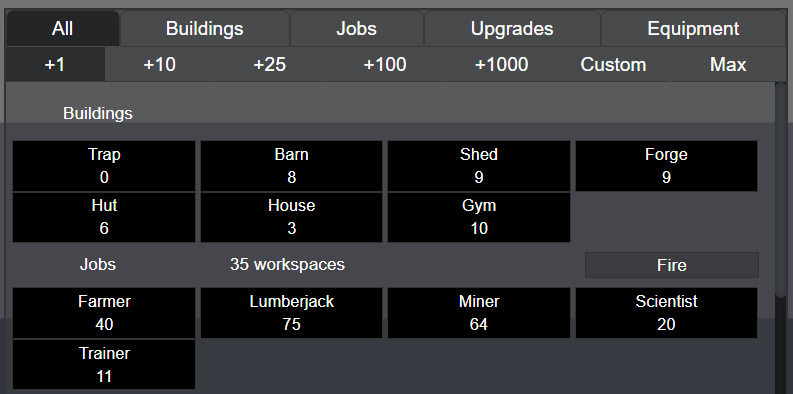 All Buildings Jobs Upgrades Equipment
+1 +10 +25 +100 +1000 Custom Max
Buildings
Trap Barn Shed Forge
0 8 9 9
Hut House Gym
6 3 10
Jobs 35 workspaces Fire
Farmer Lumberjack Miner Scientist
40 75 64 20
Trainer
11